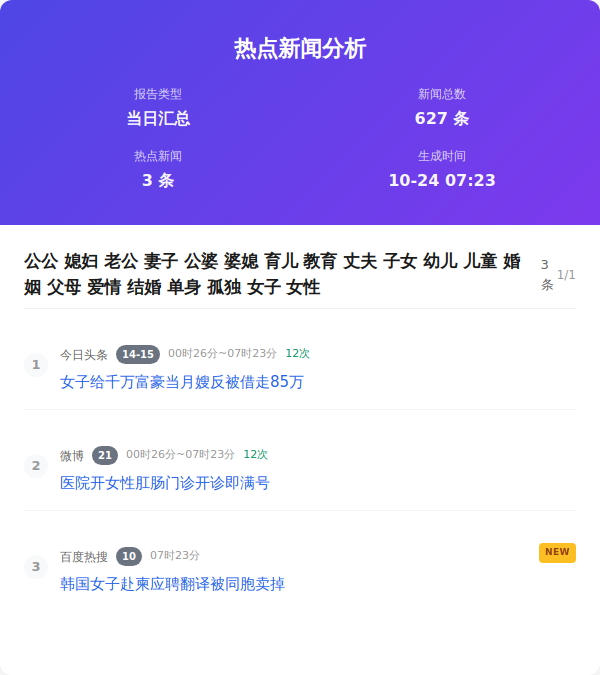 热点新闻分析
报告类型
新闻总数
当日汇总
627 条
热点新闻
生成时间
3 条
10-24 07:23
公公 媳妇 老公 妻子 公婆 婆媳 育儿 教育 丈夫 子女 幼儿 儿童 婚
姻 父母 爱情 结婚 单身 孤独 女子 女性
3
条
1/1
1
今日头条 14-15 00时26分~07时23分 12次
女子给千万富豪当月嫂反被借走85万
2
微博 21 00时26分~07时23分 12次
医院开女性肛肠门诊开诊即满号
3
百度热搜 10 07时23分
NEW
韩国女子赴柬应聘翻译被同胞卖掉